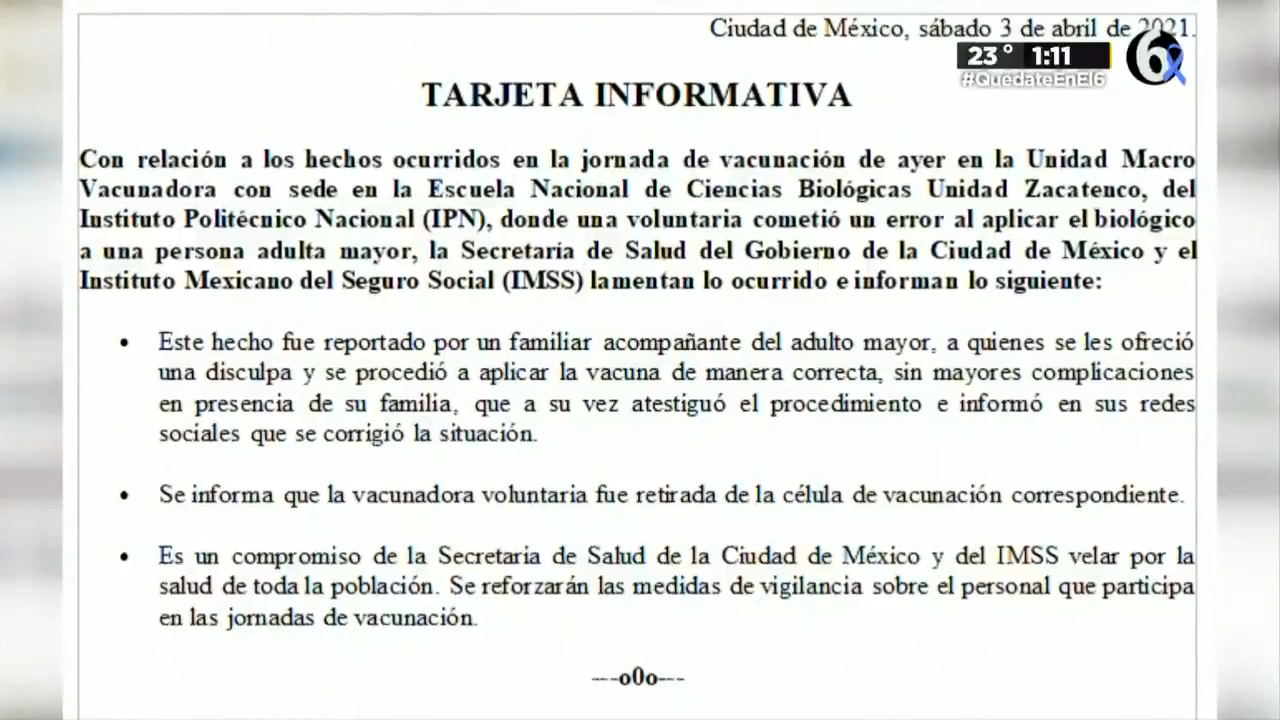 Ciudad de México, sábado 3 de abril de 2021.
23° 1:11
6
#QuedateEnEl6
TARJETA INFORMATIVA
Con relación a los hechos ocurridos en la jornada de vacunación de ayer en la Unidad Macro
Vacunadora con sede en la Escuela Nacional de Ciencias Biológicas Unidad Zacatenco, del
Instituto Politécnico Nacional (IPN), donde una voluntaria cometió un error al aplicar el biológico
a una persona adulta mayor, la Secretaría de Salud del Gobierno de la Ciudad de México y el
Instituto Mexicano del Seguro Social (IMSS) lamentan lo ocurrido e informan lo siguiente:
• Este hecho fue reportado por un familiar acompañante del adulto mayor, a quienes se les ofreció
una disculpa y se procedió a aplicar la vacuna de manera correcta, sin mayores complicaciones
en presencia de su familia, que a su vez atestiguó el procedimiento e informó en sus redes
sociales que se corrigió la situación.
• Se informa que la vacunadora voluntaria fue retirada de la célula de vacunación correspondiente.
• Es un compromiso de la Secretaría de Salud de la Ciudad de México y del IMSS velar por la
salud de toda la población. Se reforzarán las medidas de vigilancia sobre el personal que participa
en las jornadas de vacunación.
---o0o---